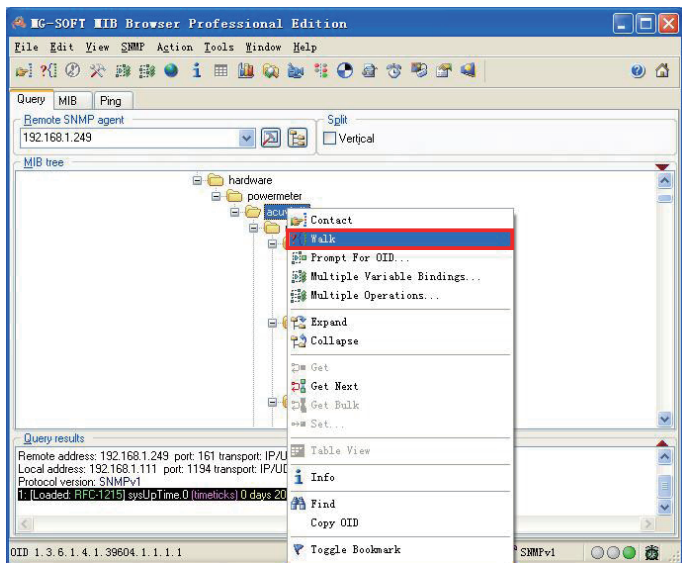 MG-SOFT MIB Browser Professional Edition
File Edit View SNMP Action Tools Window Help
Query MIB Ping
Remote SNMP agent
Split
192.168.1.249
Vertical
MIB tree
hardware
powermeter
Contact
Walk
Prompt For OID...
Multiple Variable Bindings...
Multiple Operations...
Expand
Collapse
Get
Get Next
Get Bulk
Set...
Table View
Info
Find
Copy OID
Toggle Bookmark
Query results
Remote address: 192.168.1.249 port: 161 transport: IP/U
Local address: 192.168.1.111 port: 1194 transport: IP/UD
Protocol version: SNMPv1
1: [Loaded: RFC-1215] sysUpTime.0 (timeticks) 0 days 20
OID 1.3.6.1.4.1.39604.1.1.1.1
SNMPv1